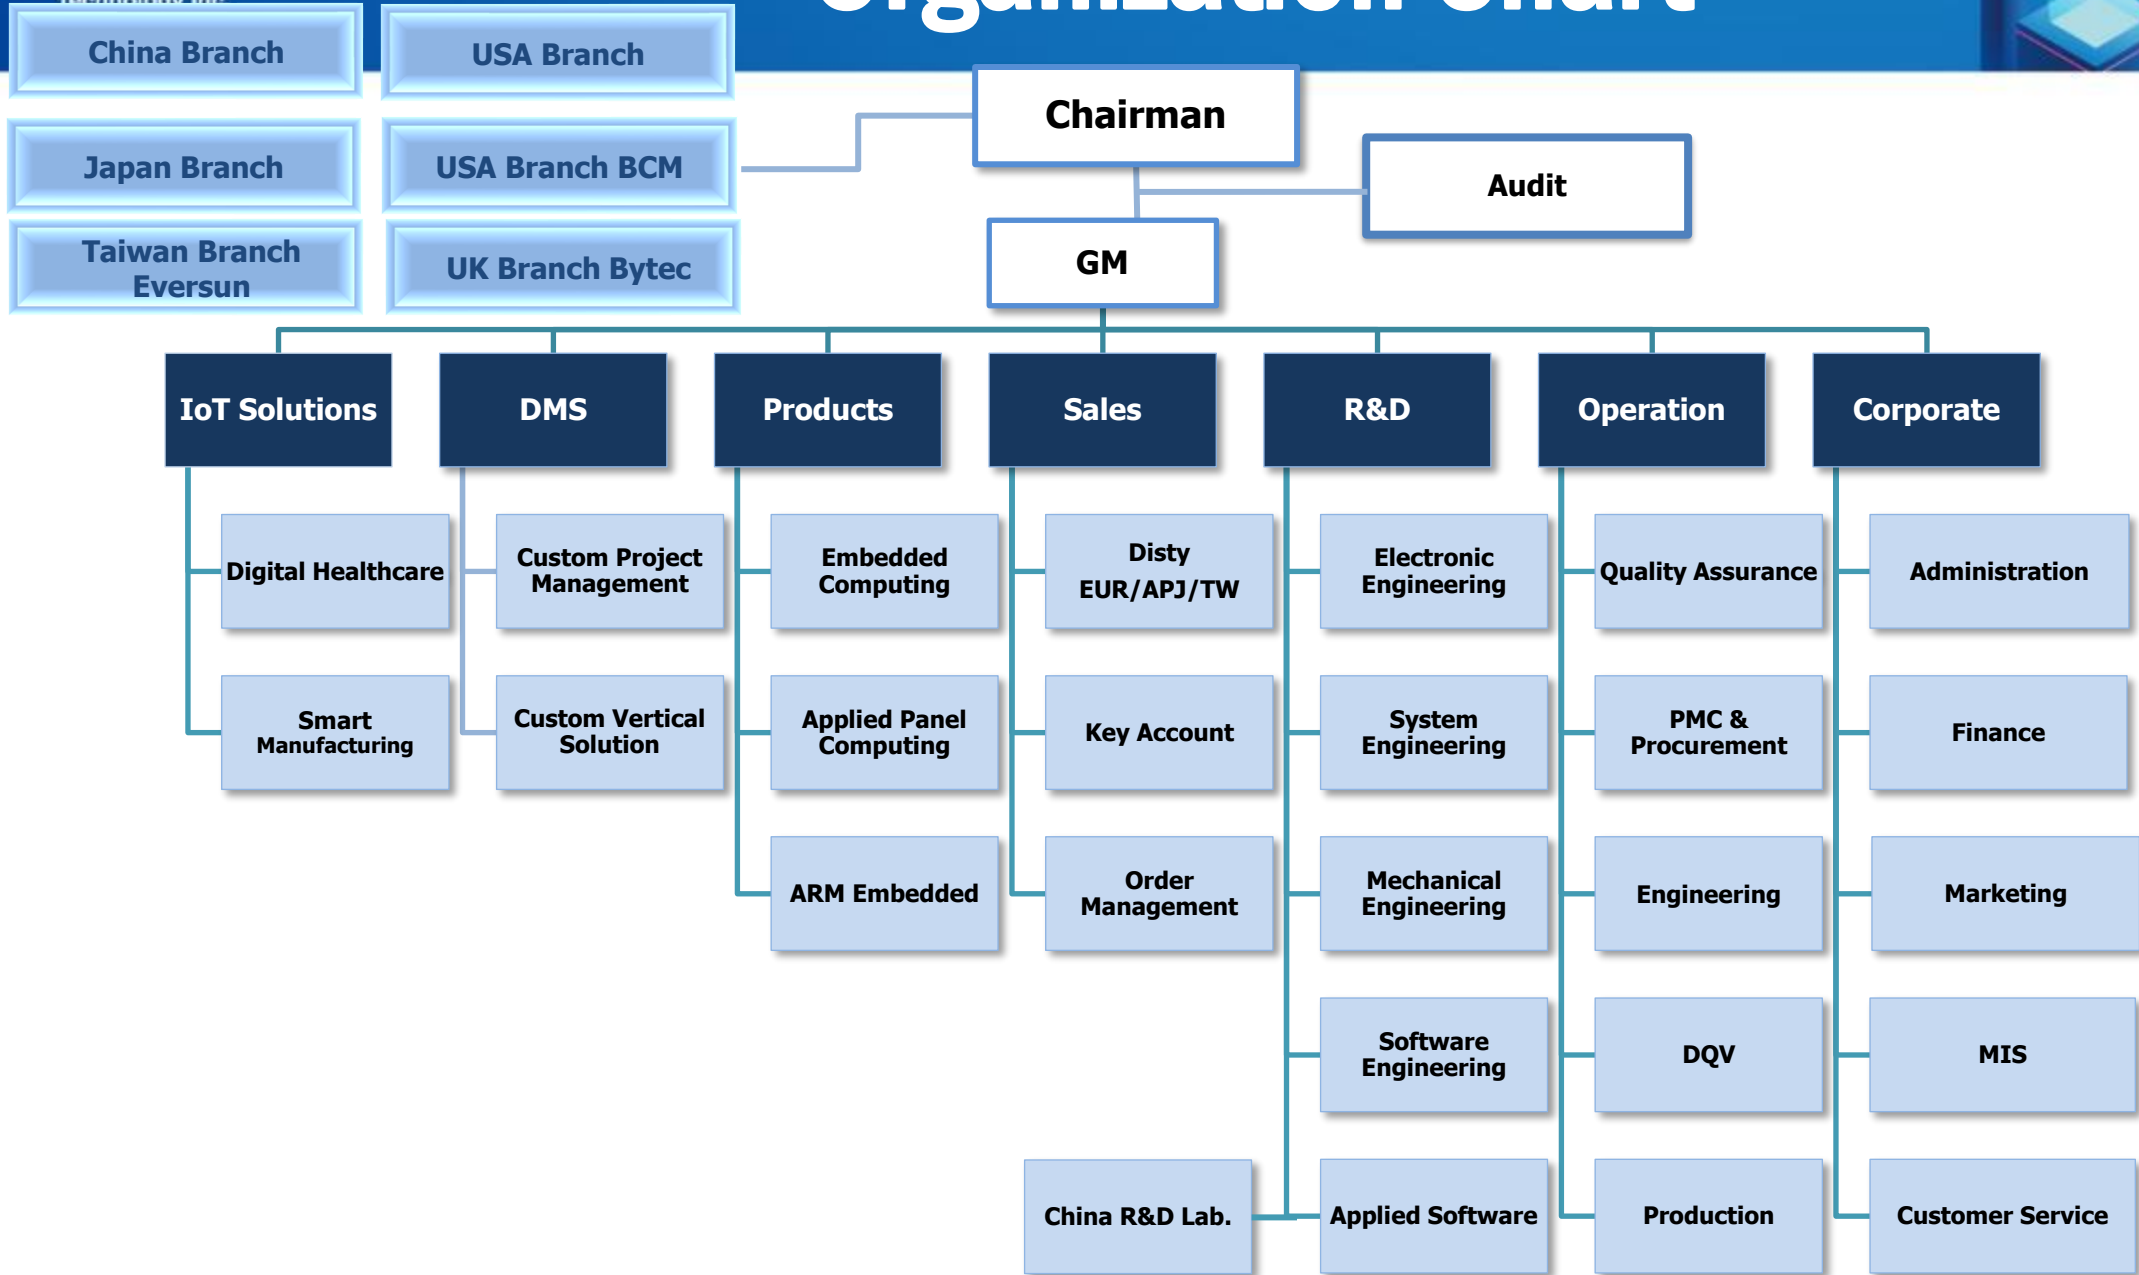 Organization Chart
China Branch
USA Branch
Chairman
Japan Branch
USA Branch BCM
Audit
Taiwan Branch
Eversun
UK Branch Bytec
GM
IoT Solutions
DMS
Products
Sales
R&D
Operation
Corporate
Digital Healthcare
Custom Project
Management
Embedded
Computing
Disty
EUR/APJ/TW
Electronic
Engineering
Quality Assurance
Administration
Smart
Manufacturing
Custom Vertical
Solution
Applied Panel
Computing
Key Account
System
Engineering
PMC &
Procurement
Finance
ARM Embedded
Order
Management
Mechanical
Engineering
Engineering
Marketing
Software
Engineering
DQV
MIS
China R&D Lab.
Applied Software
Production
Customer Service